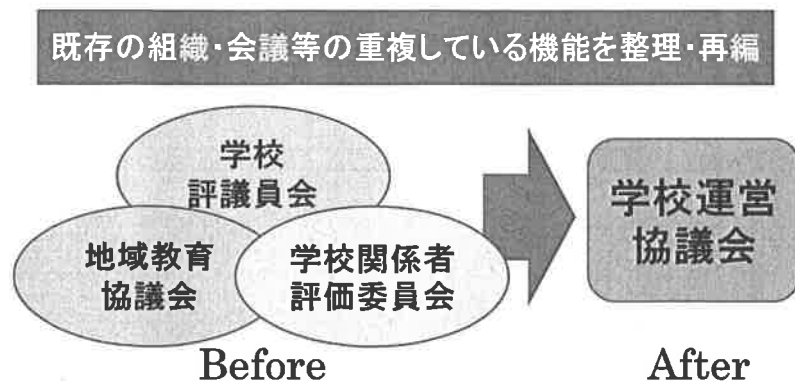 既存の組織・会議等の重複している機能を整理・再編
学校
評議員会
地域教育
協議会
学校関係者
評価委員会
学校運営
協議会
Before
After